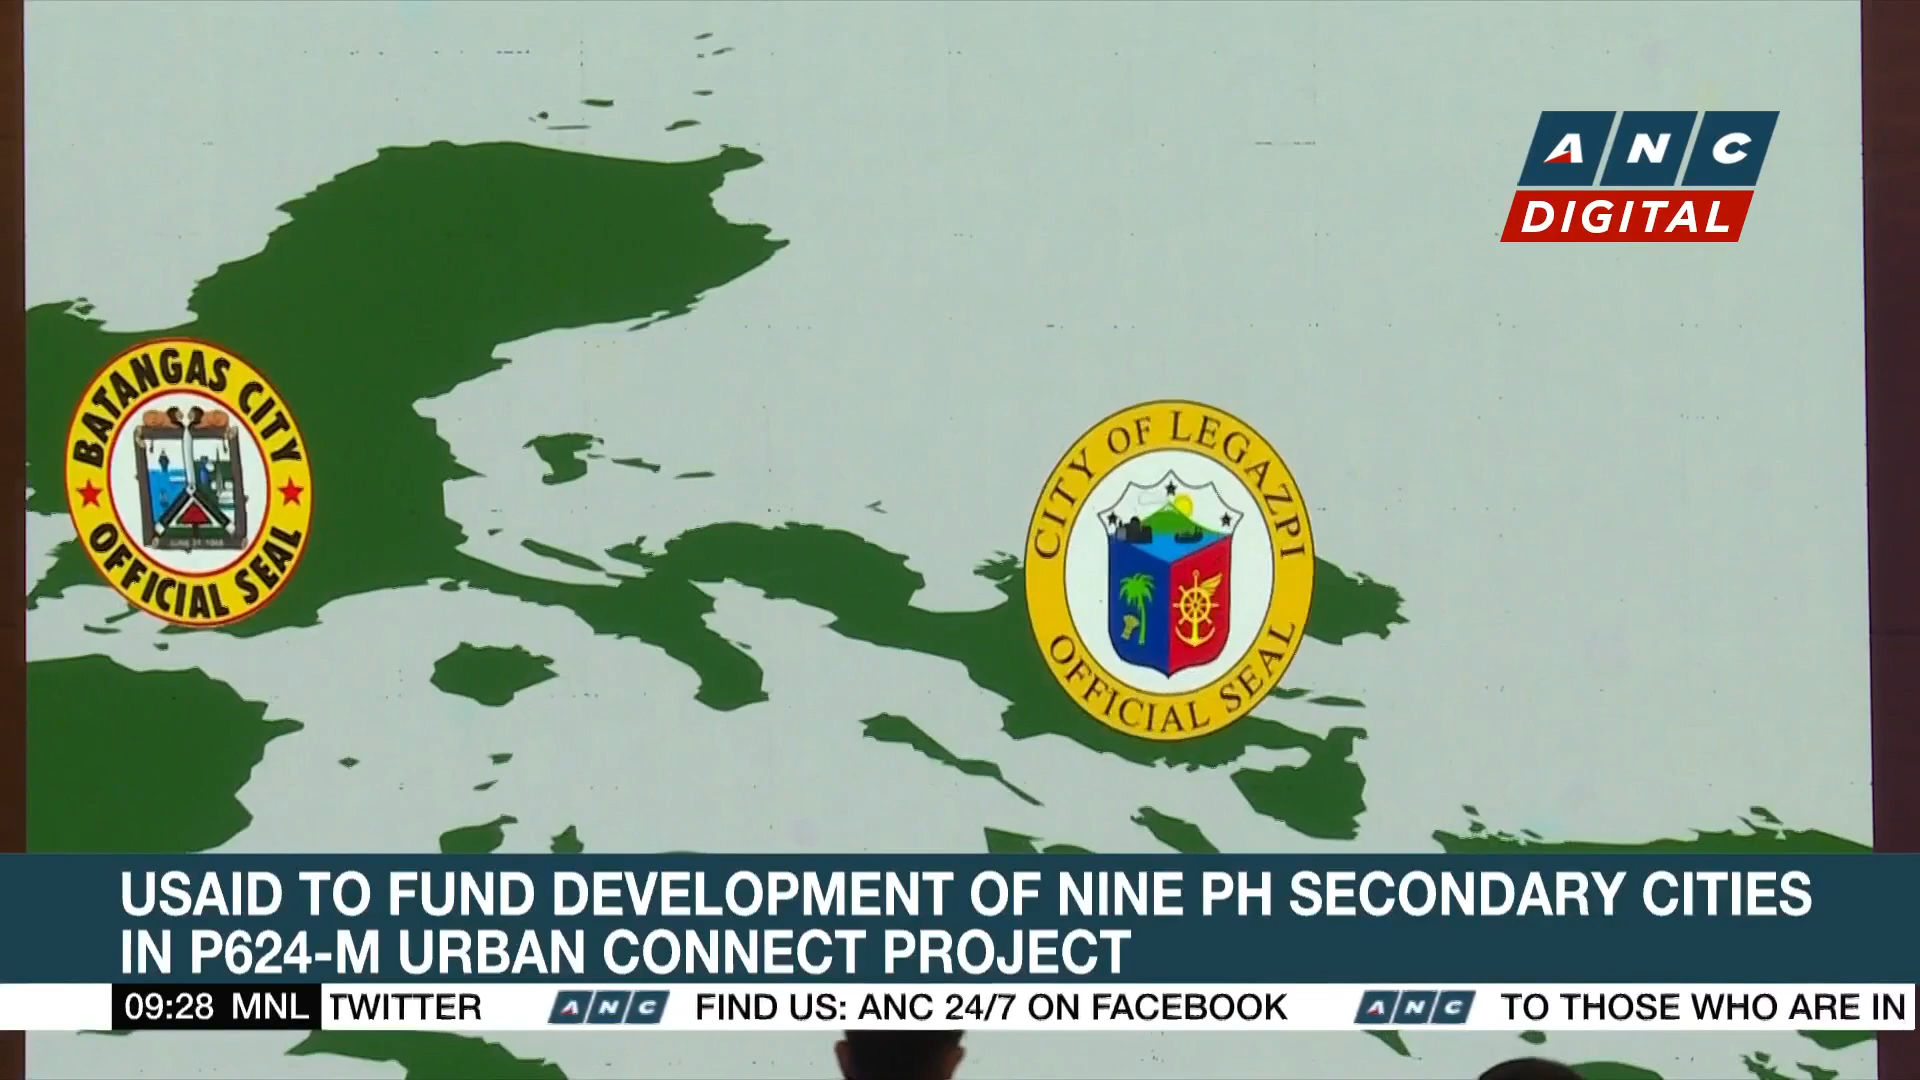 ANC
DIGITAL
BATANGAS CITY
OFFICIAL SEAL
CITY OF LEGAZPI
OFFICIAL SEAL
USAID TO FUND DEVELOPMENT OF NINE PH SECONDARY CITIES
IN P624-M URBAN CONNECT PROJECT
09:28 MNL TWITTER ANC FIND US: ANC 24/7 ON FACEBOOK ANC TO THOSE WHO ARE IN